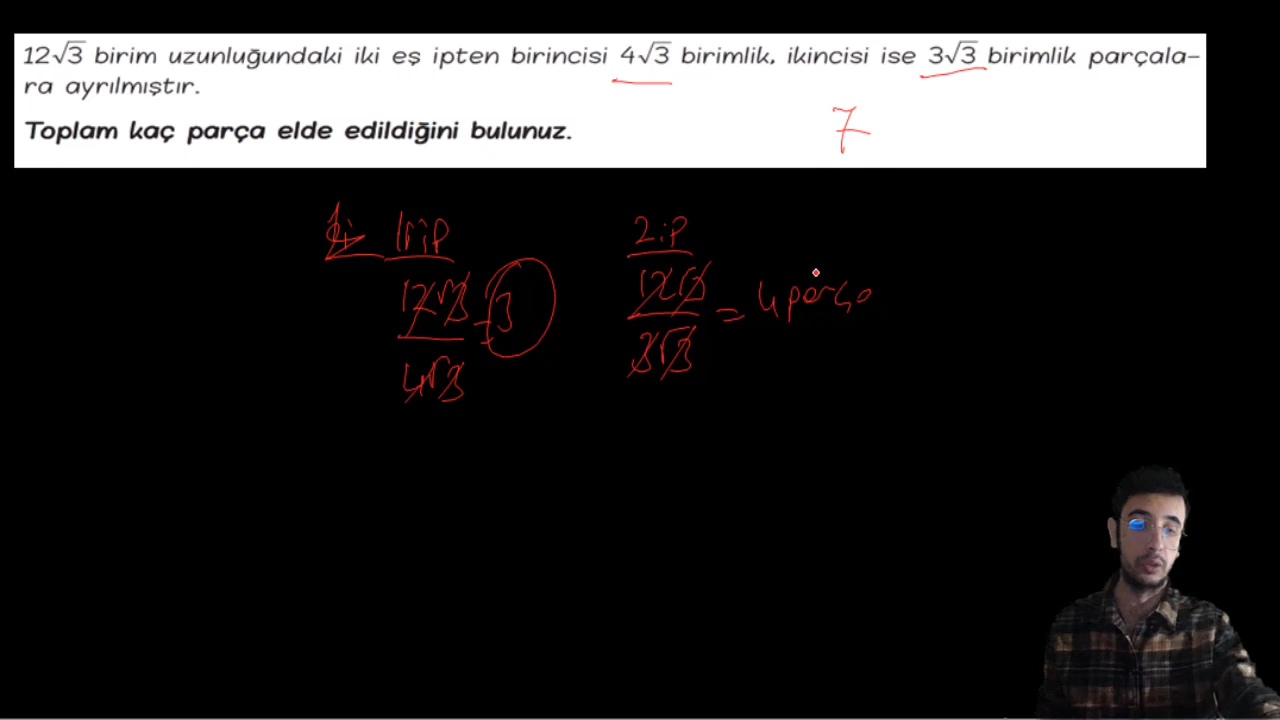 12√3 birim uzunluğundaki iki eş ipten birincisi 4√3 birimlik, ikincisi ise 3√3 birimlik parçala-
ra ayrılmıştır.
Toplam kaç parça elde edildiğini bulunuz.
7
1. ip
12√3 / 4√3 = 3
2 ip
12√3 / 3√3 = 4 parça